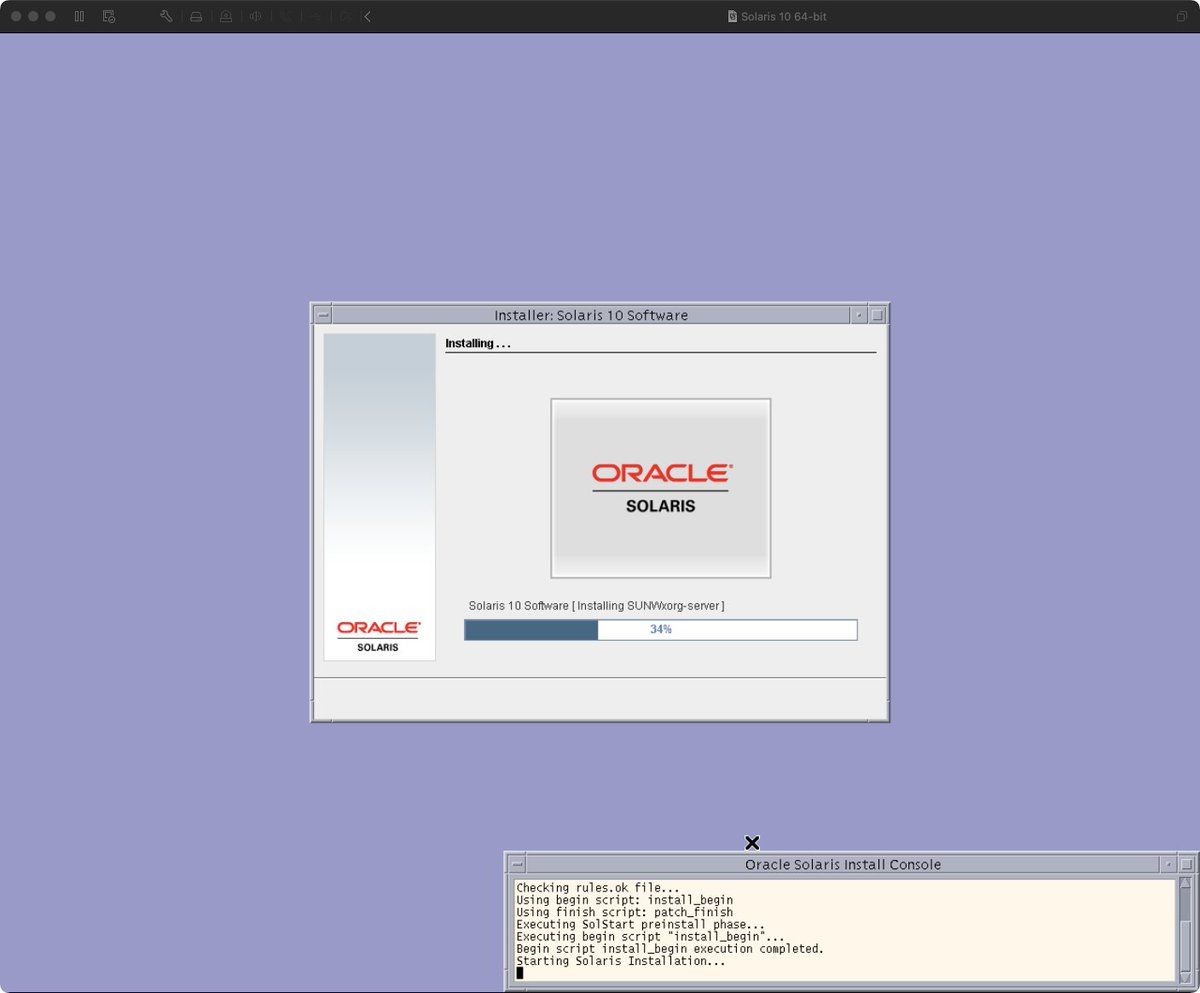 Solaris 10 64-bit
Installer: Solaris 10 Software
Installing . . .
ORACLE
SOLARIS
Solaris 10 Software [ Installing SUNWxorg-server ]
34%
ORACLE
SOLARIS
Oracle Solaris Install Console
Checking rules.ok file...
Using begin script: install_begin
Using finish script: patch_finish
Executing SolStart preinstall phase...
Executing begin script "install_begin"...
Begin script install_begin execution completed.
Starting Solaris Installation...